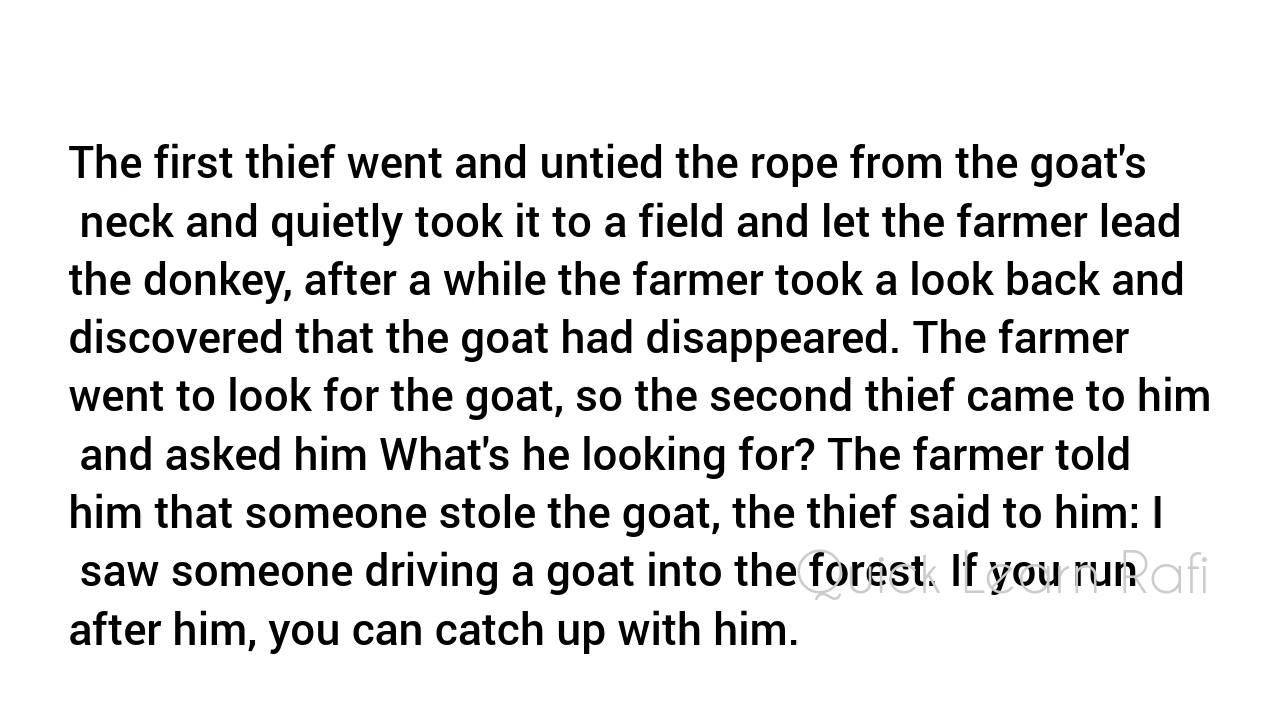 The first thief went and untied the rope from the goat's
neck and quietly took it to a field and let the farmer lead
the donkey, after a while the farmer took a look back and
discovered that the goat had disappeared. The farmer
went to look for the goat, so the second thief came to him
and asked him What's he looking for? The farmer told
him that someone stole the goat, the thief said to him: I
saw someone driving a goat into the forest. If you run
Quick Learn Rafi
after him, you can catch up with him.